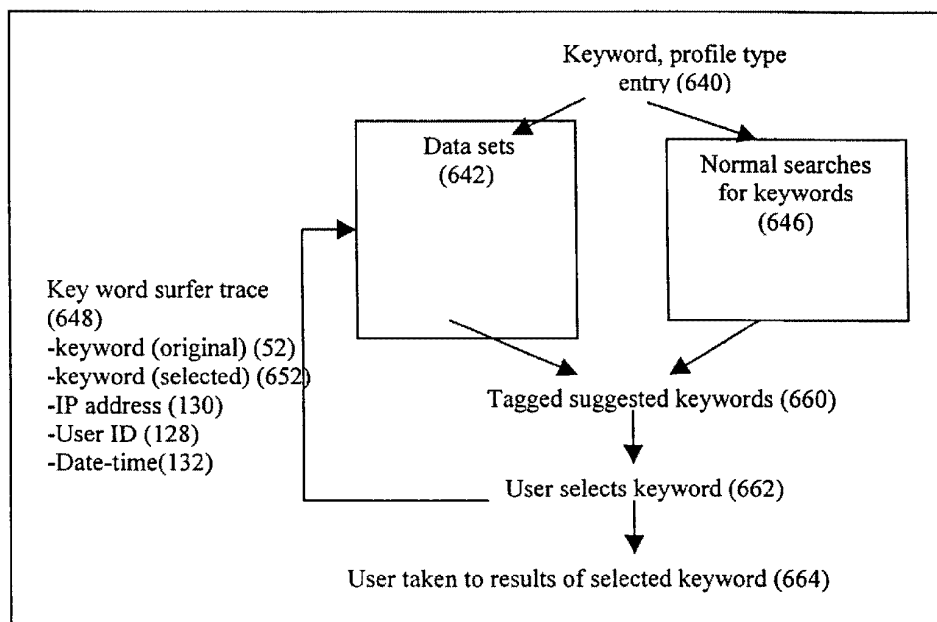 Keyword, profile type
entry (640)
Data sets
(642)
Normal searches
for keywords
(646)
Key word surfer trace
(648)
-keyword (original) (52)
-keyword (selected) (652)
-IP address (130)
-User ID (128)
-Date-time(132)
Tagged suggested keywords (660)
User selects keyword (662)
User taken to results of selected keyword (664)